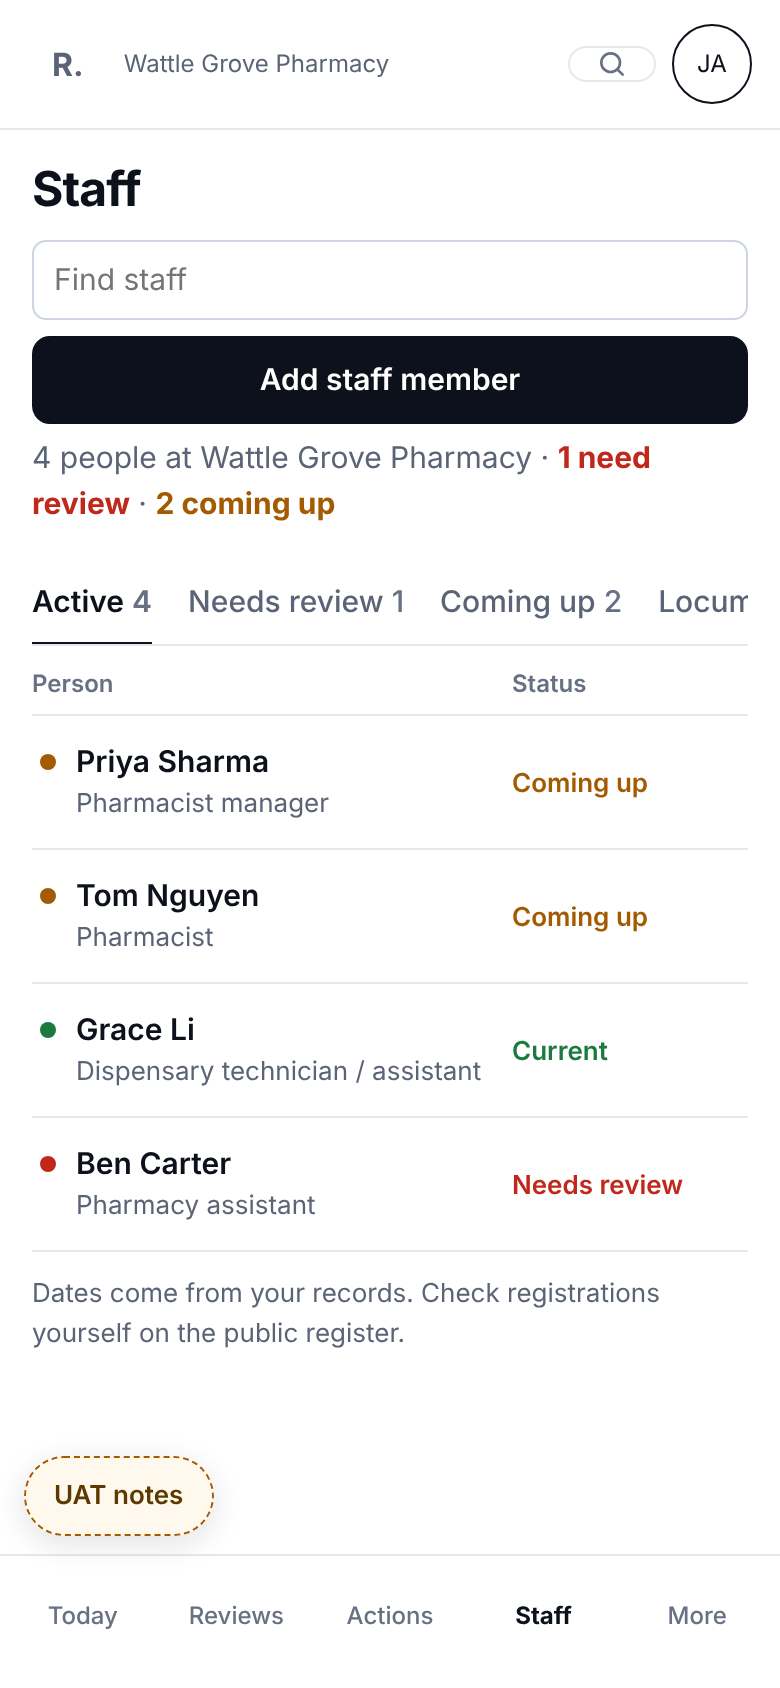 R. Wattle Grove Pharmacy JA
Staff
Find staff
Add staff member
4 people at Wattle Grove Pharmacy · 1 need
review · 2 coming up
Active 4 Needs review 1 Coming up 2 Locum
Person Status
Priya Sharma
Pharmacist manager
Coming up
Tom Nguyen
Pharmacist
Coming up
Grace Li
Dispensary technician / assistant
Current
Ben Carter
Pharmacy assistant
Needs review
Dates come from your records. Check registrations
yourself on the public register.
UAT notes
Today Reviews Actions Staff More